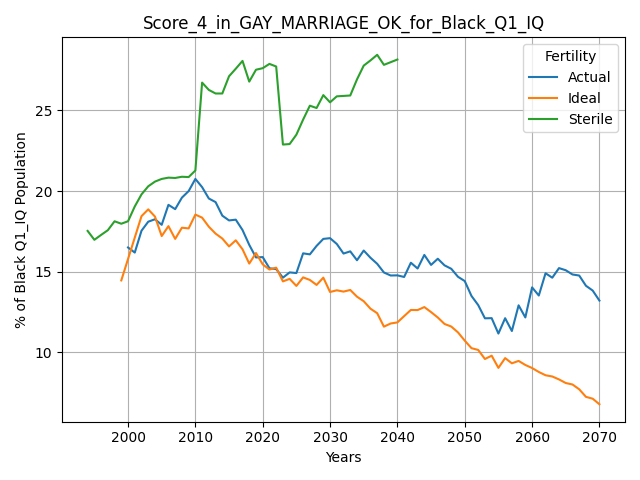 Score_4_in_GAY_MARRIAGE_OK_for_Black_Q1_IQ
Fertility
Actual
Ideal
Sterile
% of Black Q1_IQ Population
25
20
15
10
2000 2010 2020 2030 2040 2050 2060 2070
Years